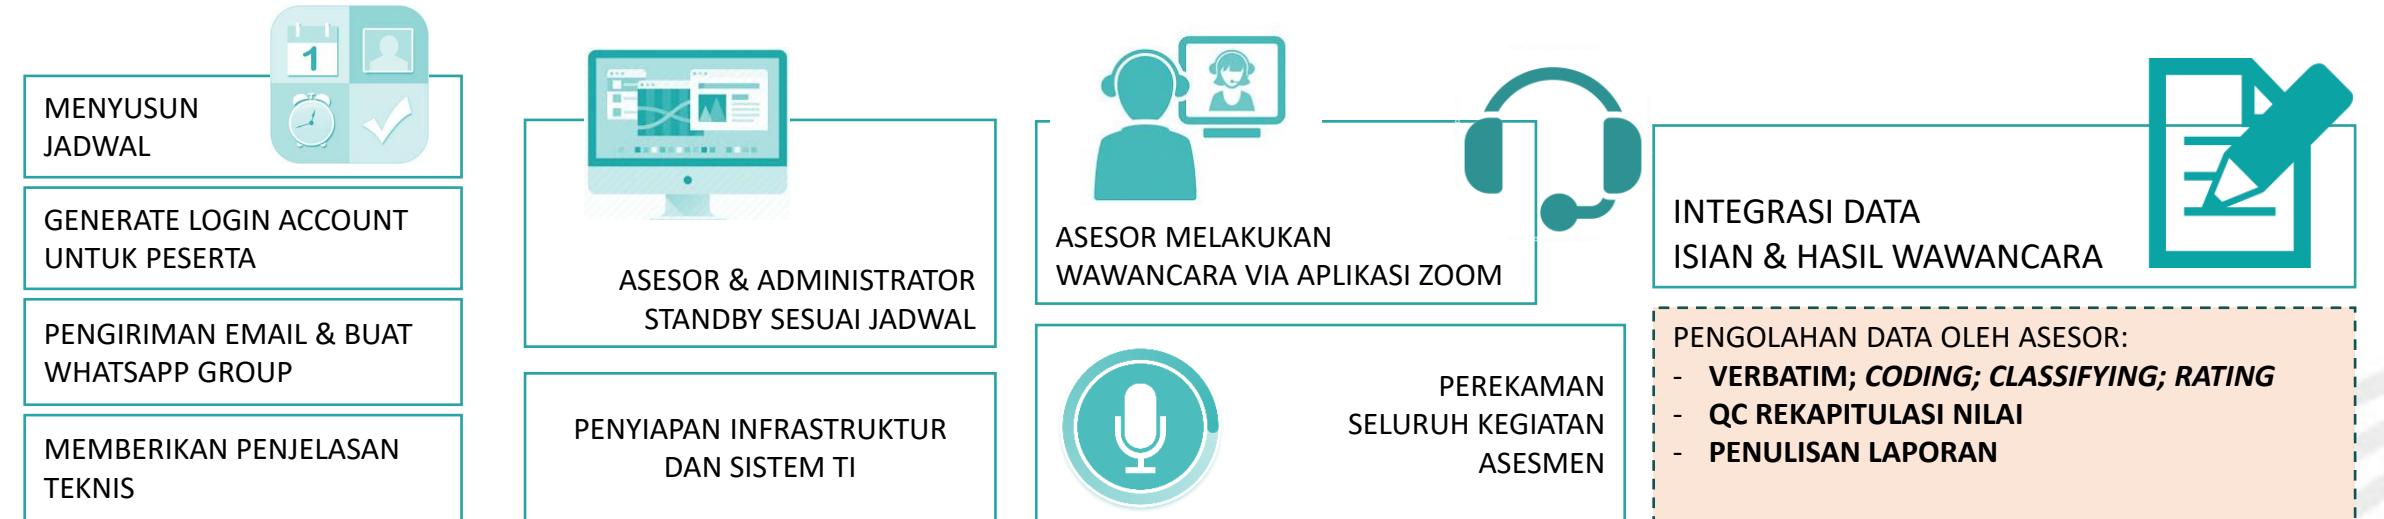 1
MENYUSUN
JADWAL
GENERATE LOGIN ACCOUNT
UNTUK PESERTA
PENGIRIMAN EMAIL & BUAT
WHATSAPP GROUP
MEMBERIKAN PENJELASAN
TEKNIS
ASESOR & ADMINISTRATOR
STANDBY SESUAI JADWAL
PENYIAPAN INFRASTRUKTUR
DAN SISTEM TI
ASESOR MELAKUKAN
WAWANCARA VIA APLIKASI ZOOM
PEREKAMAN
SELURUH KEGIATAN
ASESMEN
INTEGRASI DATA
ISIAN & HASIL WAWANCARA
PENGOLAHAN DATA OLEH ASESOR:
- VERBATIM; CODING; CLASSIFYING; RATING
- QC REKAPITULASI NILAI
- PENULISAN LAPORAN